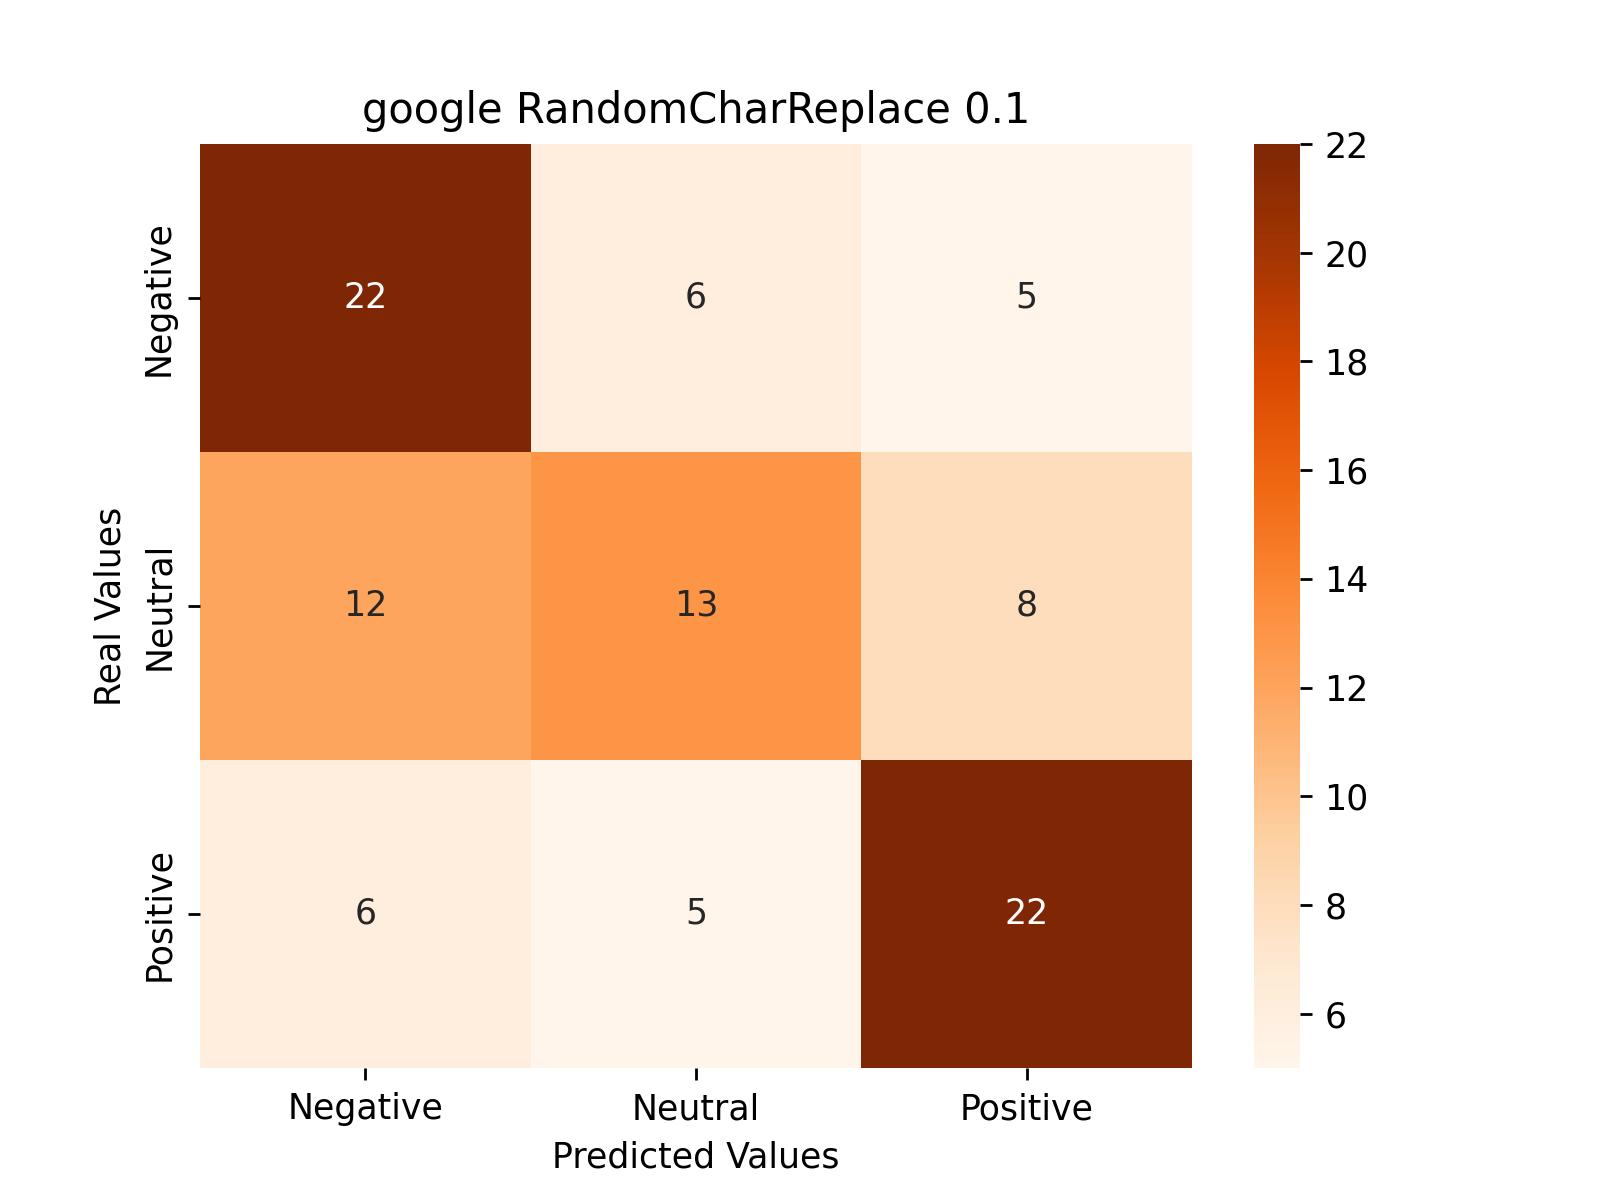 google RandomCharReplace 0.1
Real Values
Negative
22 6 5
Neutral
12 13 8
Positive
6 5 22
Negative Neutral Positive
Predicted Values
22
20
18
16
14
12
10
8
6